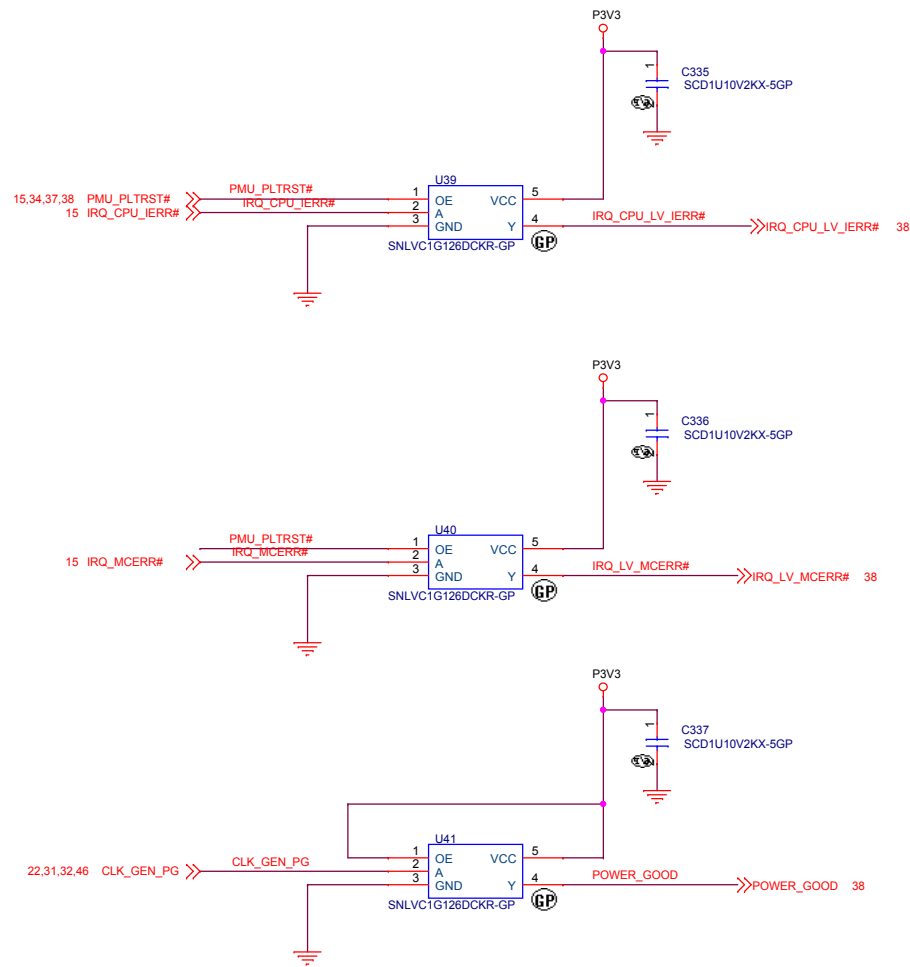 P3V3
1
C335
SCD1U10V2KX-5GP
2
U39
15,34,37,38 PMU_PLTRST# PMU_PLTRST# 1 OE VCC 5
15 IRQ_CPU_IERR# IRQ_CPU_IERR# 2 A
3 GND Y 4 IRQ_CPU_LV_IERR# IRQ_CPU_LV_IERR# 38
SNLVC1G126DCKR-GP GP
P3V3
1
C336
SCD1U10V2KX-5GP
2
U40
PMU_PLTRST# 1 OE VCC 5
15 IRQ_MCERR# IRQ_MCERR# 2 A
3 GND Y 4 IRQ_LV_MCERR# IRQ_LV_MCERR# 38
SNLVC1G126DCKR-GP GP
P3V3
1
C337
SCD1U10V2KX-5GP
2
U41
1 OE VCC 5
22,31,32,46 CLK_GEN_PG CLK_GEN_PG 2 A
3 GND Y 4 POWER_GOOD POWER_GOOD 38
SNLVC1G126DCKR-GP GP